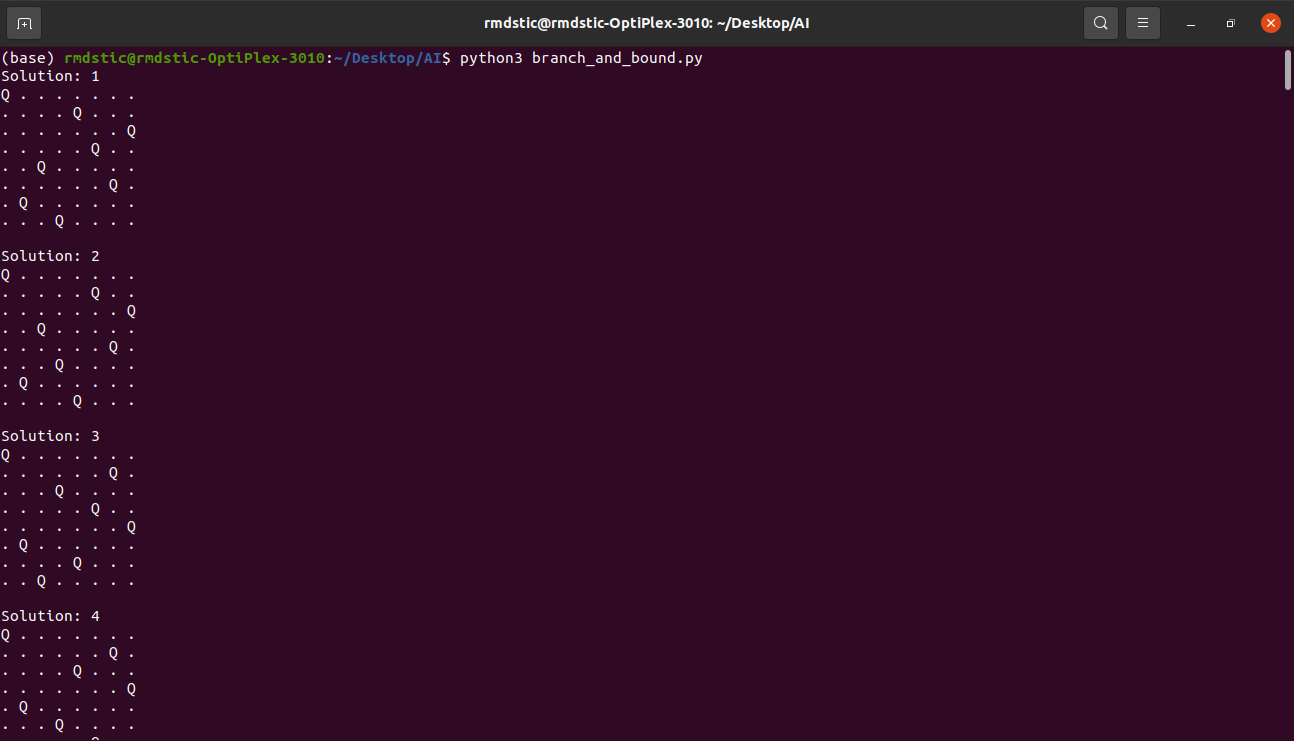 rmdstic@rmdstic-OptiPlex-3010: ~/Desktop/AI
(base) rmdstic@rmdstic-OptiPlex-3010:~/Desktop/AI$ python3 branch_and_bound.py
Solution: 1
Q . . . . . . .
. . . . Q . . .
. . . . . . . Q
. . . . . Q . .
. . Q . . . . .
. . . . . . Q .
. Q . . . . . .
. . . Q . . . .
Solution: 2
Q . . . . . . .
. . . . . Q . .
. . . . . . . Q
. . Q . . . . .
. . . . . . Q .
. . . Q . . . .
. Q . . . . . .
. . . . Q . . .
Solution: 3
Q . . . . . . .
. . . . . . Q .
. . . Q . . . .
. . . . . Q . .
. . . . . . . Q
. Q . . . . . .
. . . . Q . . .
. . Q . . . . .
Solution: 4
Q . . . . . . .
. . . . . . Q .
. . . . Q . . .
. . . . . . . Q
. Q . . . . . .
. . . Q . . . .